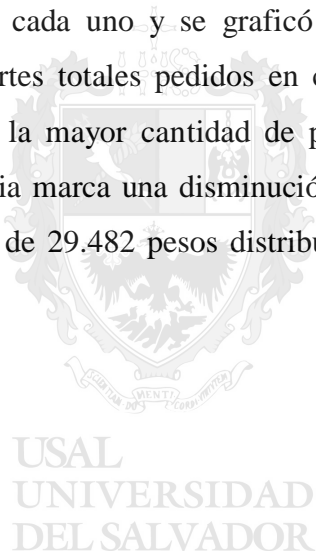 cada uno y se graficó
rtes totales pedidos en
la mayor cantidad de
ia marca una disminució
de 29.482 pesos distrib
USAL
UNIVERSIDAD
DEL SALVADOR